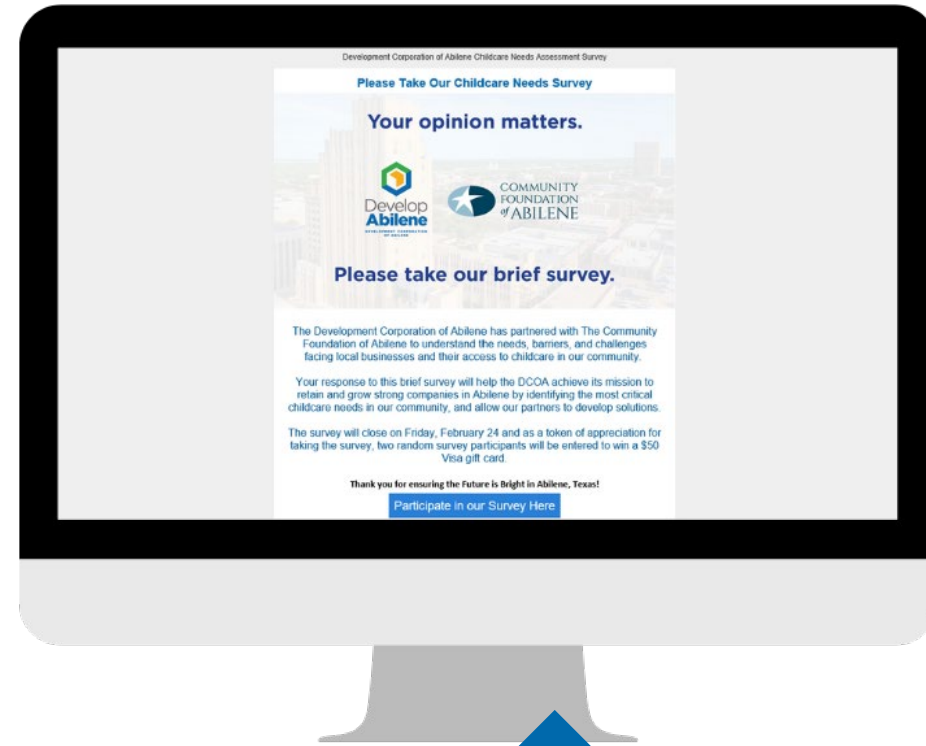 Development Corporation of Abilene Childcare Needs Assessment Survey
Please Take Our Childcare Needs Survey
Your opinion matters.
Develop
Abilene
DEVELOPMENT CORPORATION
OF ABILENE
COMMUNITY
FOUNDATION
of ABILENE
Please take our brief survey.
The Development Corporation of Abilene has partnered with The Community
Foundation of Abilene to understand the needs, barriers, and challenges
facing local businesses and their access to childcare in our community.
Your response to this brief survey will help the DCOA achieve its mission to
retain and grow strong companies in Abilene by identifying the most critical
childcare needs in our community, and allow our partners to develop solutions.
The survey will close on Friday, February 24 and as a token of appreciation for
taking the survey, two random survey participants will be entered to win a $50
Visa gift card.
Thank you for ensuring the Future is Bright in Abilene, Texas!
Participate in our Survey Here